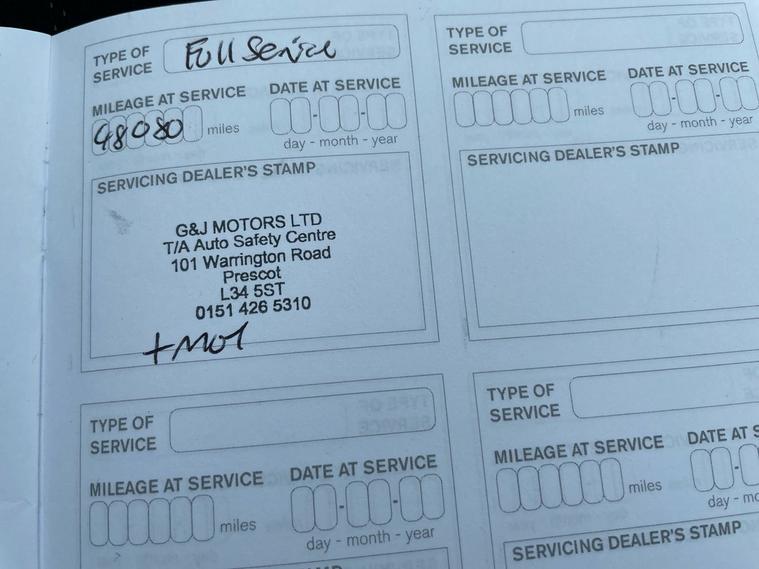 TYPE OF SERVICE Full Service
MILEAGE AT SERVICE
48080 miles
DATE AT SERVICE
day - month - year
SERVICING DEALER'S STAMP
G&J MOTORS LTD
T/A Auto Safety Centre
101 Warrington Road
Prescot
L34 5ST
0151 426 5310
+ MOT
TYPE OF SERVICE
MILEAGE AT SERVICE
miles
DATE AT SERVICE
day - month - year
SERVICING DEALER'S STAMP
TYPE OF SERVICE
MILEAGE AT SERVICE
miles
DATE AT SERVICE
day - month - year
TYPE OF SERVICE
MILEAGE AT SERVICE
miles
DATE AT S
day - mo
SERVICING DEALER'S STAMP